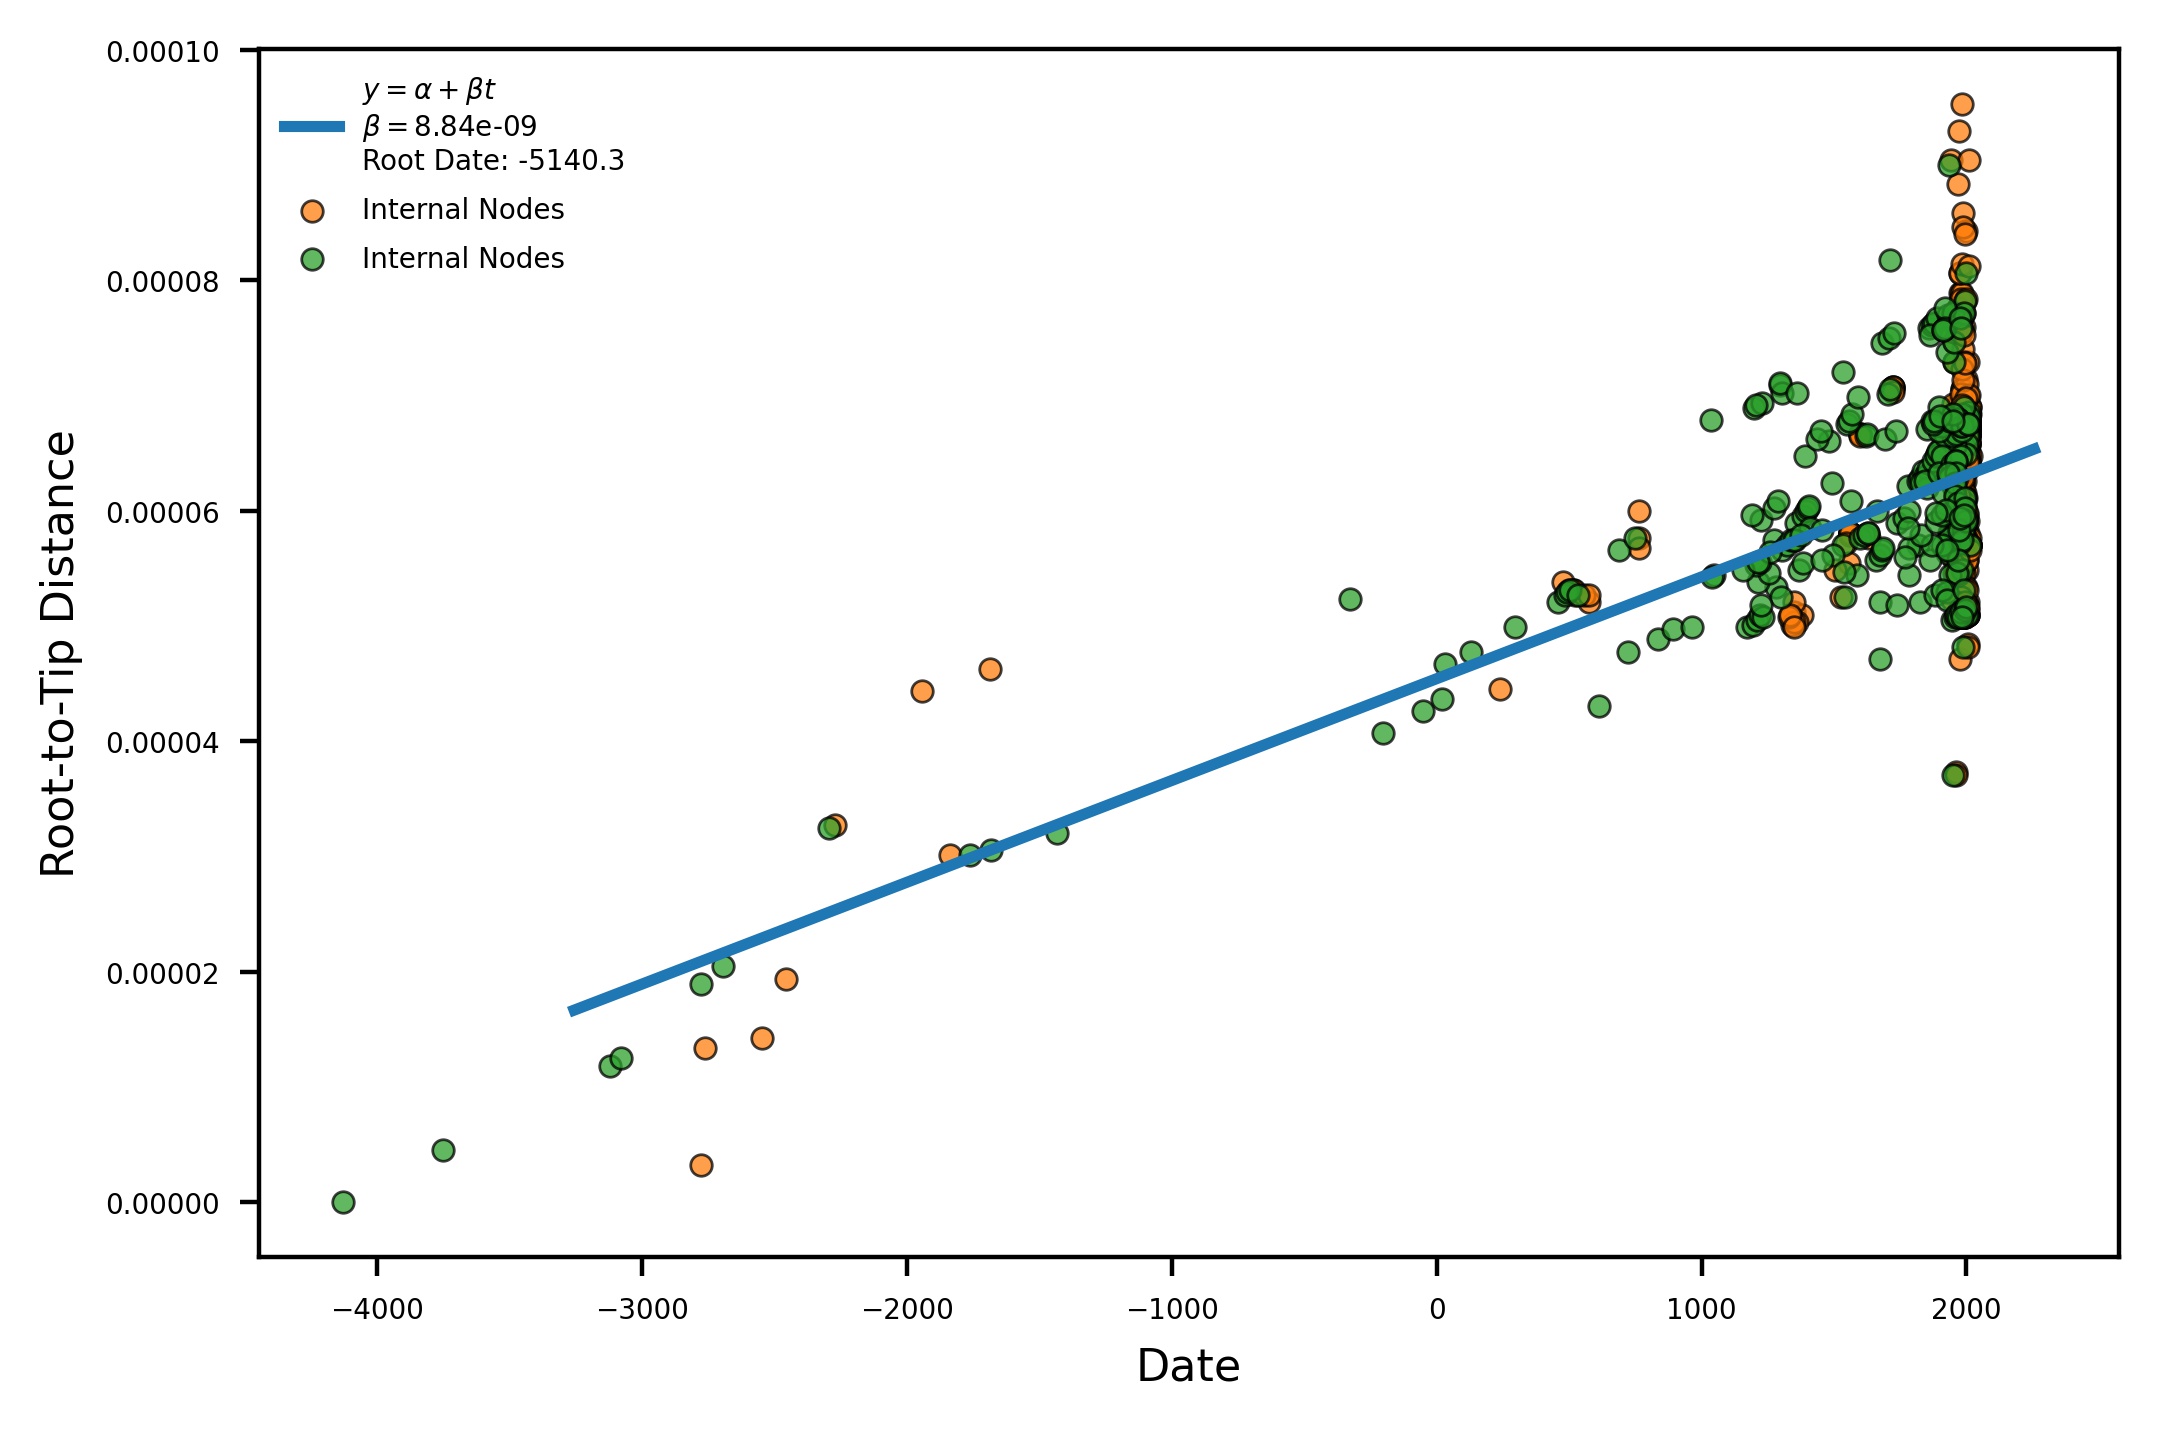 0.00010
0.00008
0.00006
0.00004
0.00002
0.00000
Root-to-Tip Distance
y = α + βt
β = 8.84e-09
Root Date: -5140.3
Internal Nodes
Internal Nodes
−4000 −3000 −2000 −1000 0 1000 2000
Date